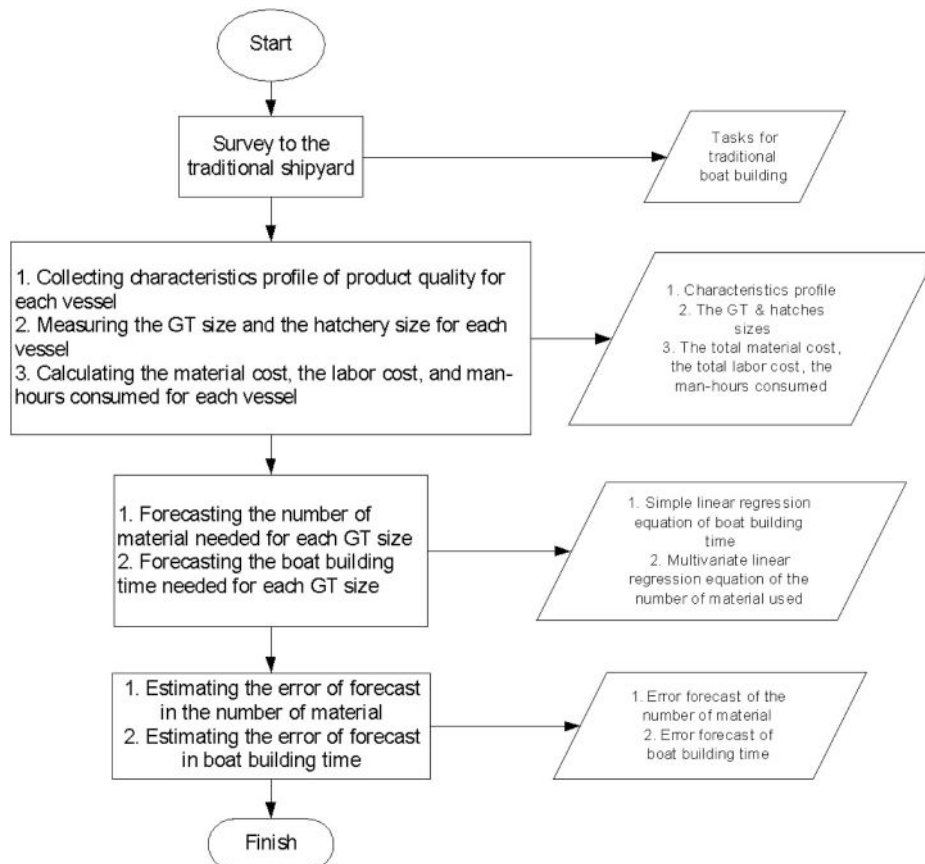 Start
Survey to the
traditional shipyard
Tasks for
traditional
boat building
1. Collecting characteristics profile of product quality for
each vessel
2. Measuring the GT size and the hatchery size for each
vessel
3. Calculating the material cost, the labor cost, and man-
hours consumed for each vessel
1. Characteristics profile
2. The GT & hatches
sizes
3. The total material cost,
the total labor cost, the
man-hours consumed
1. Forecasting the number of
material needed for each GT size
2. Forecasting the boat building
time needed for each GT size
1. Simple linear regression
equation of boat building
time
2. Multivariate linear
regression equation of the
number of material used
1. Estimating the error of forecast
in the number of material
2. Estimating the error of forecast
in boat building time
1. Error forecast of the
number of material
2. Error forecast of
boat building time
Finish